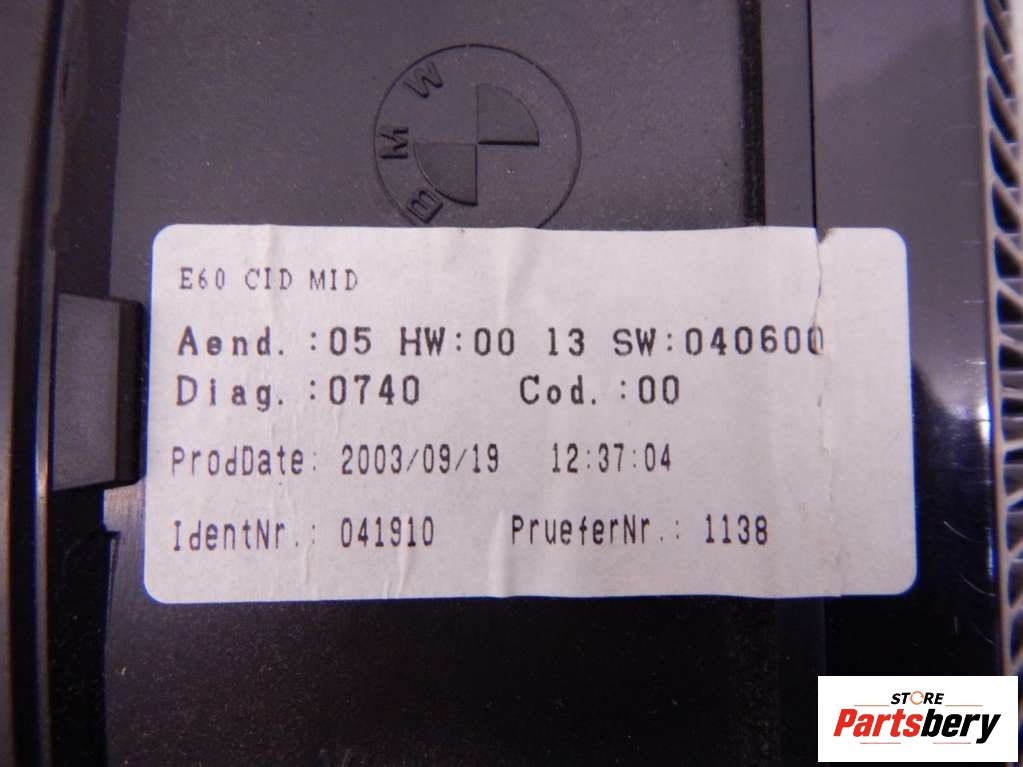 BMW
E60 CID MID
Aend.:05 HW:00 13 SW:040600
Diag.:0740 Cod.:00
ProdDate: 2003/09/19 12:37:04
IdentNr.: 041910 PrueferNr.: 1138
STORE
Partsbery